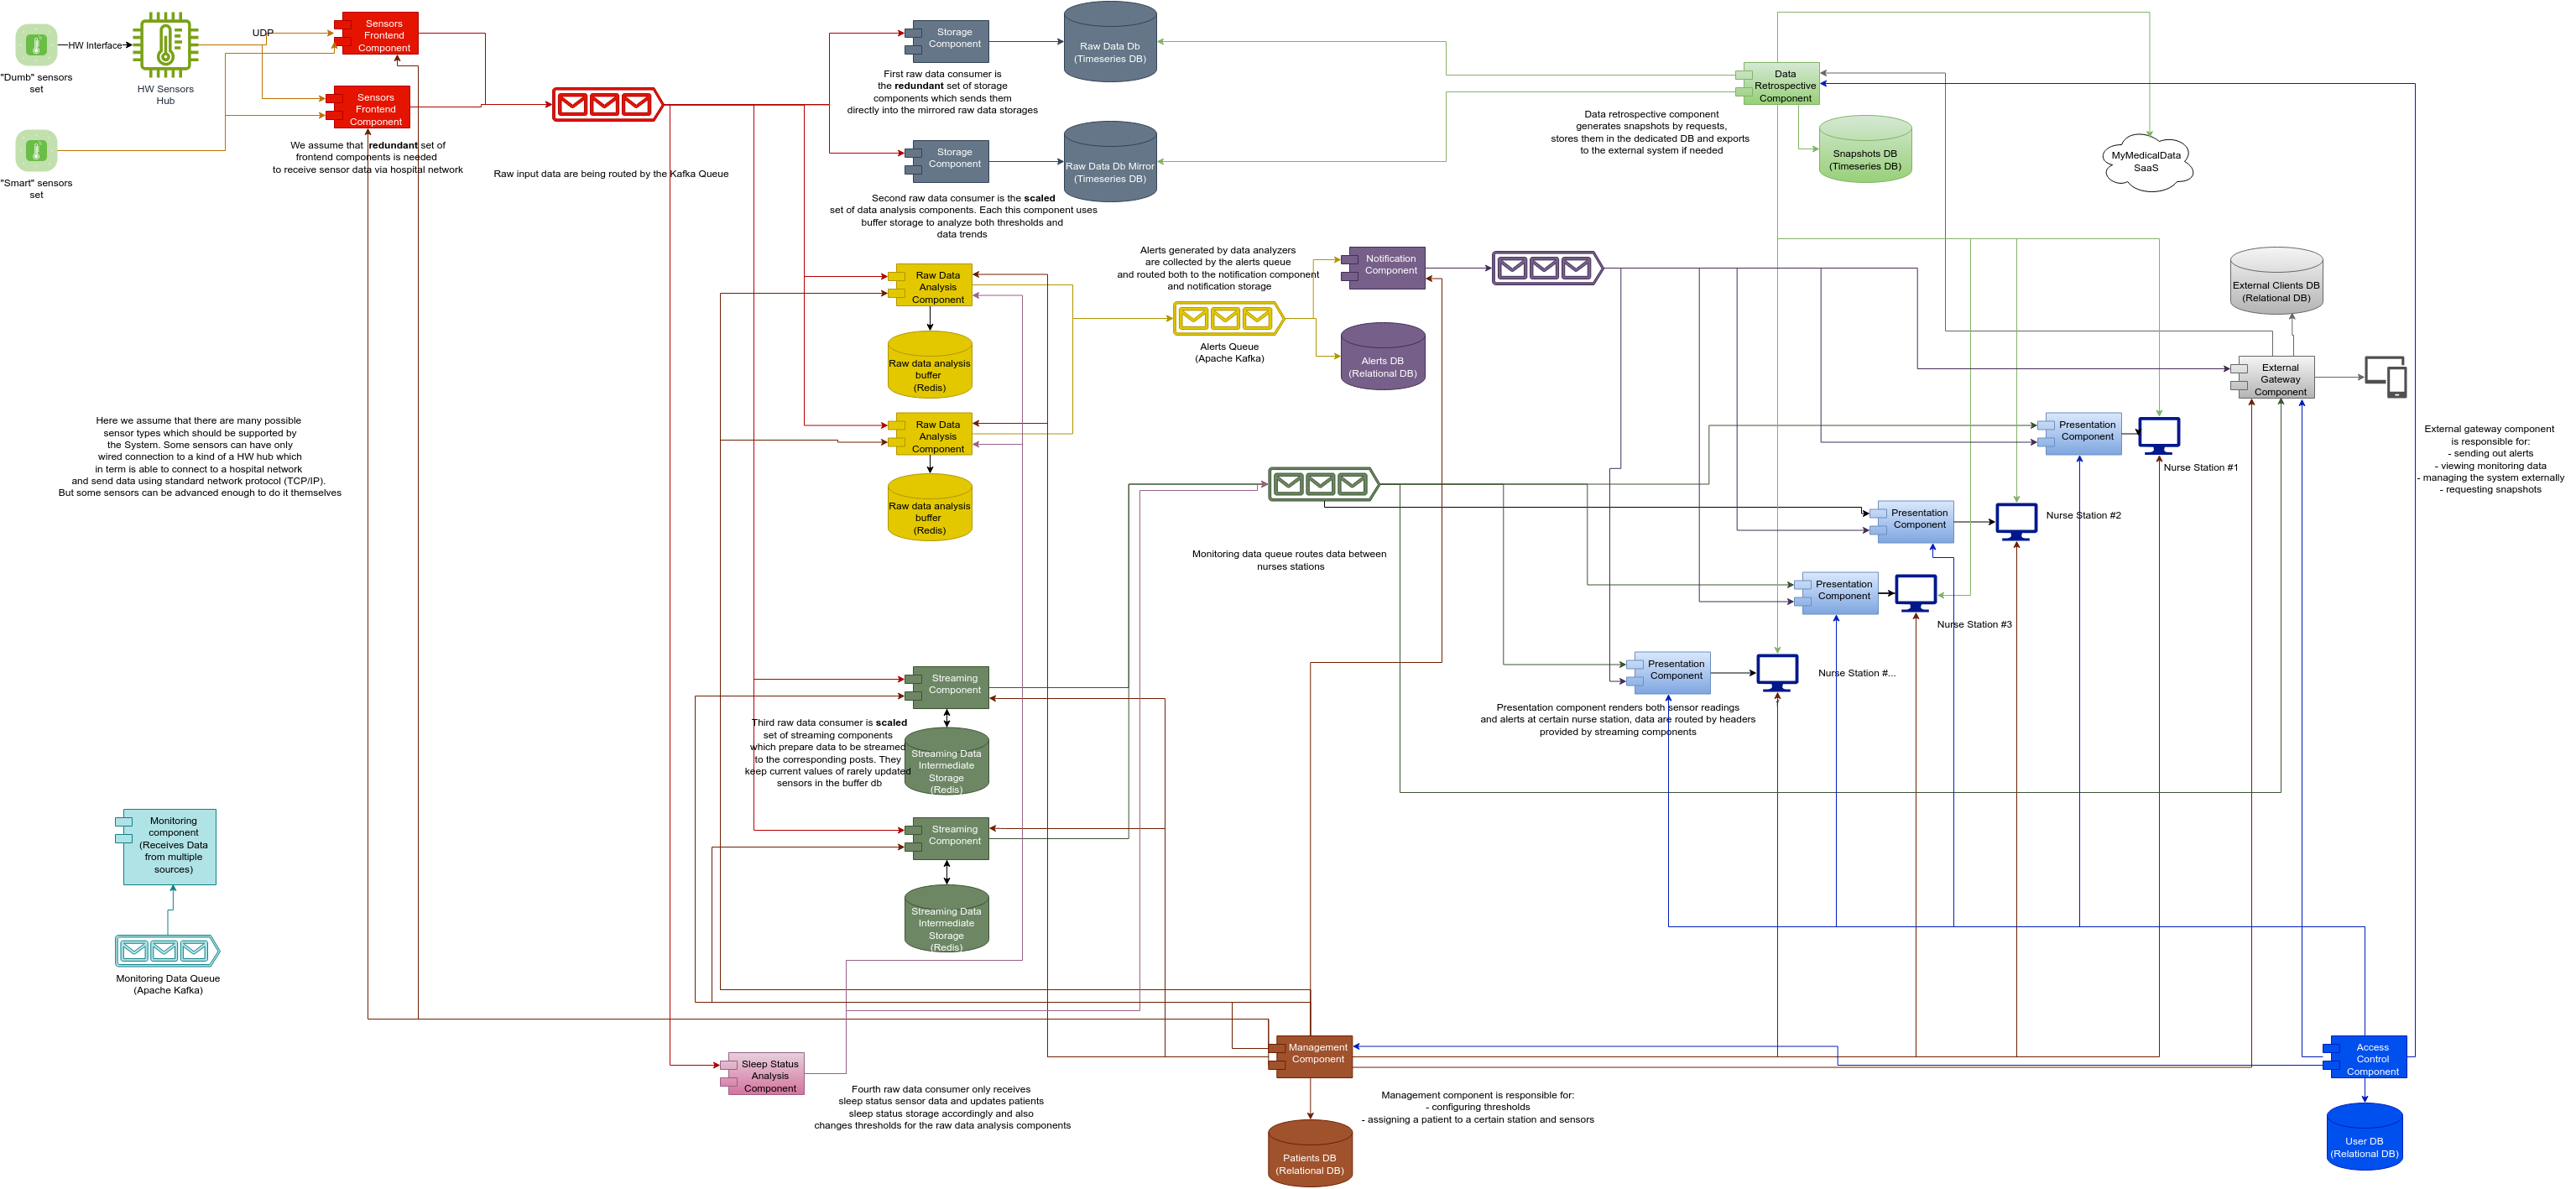 "Dumb" sensors
set
HW Interface
HW Sensors
Hub
"Smart" sensors
set
UDP
Sensors
Frontend
Component
Sensors
Frontend
Component
We assume that redundant set of
frontend components is needed
to receive sensor data via hospital network
Raw input data are being routed by the Kafka Queue
Storage
Component
Raw Data Db
(Timeseries DB)
First raw data consumer is
the redundant set of storage
components which sends them
directly into the mirrored raw data storages
Storage
Component
Raw Data Db Mirror
(Timeseries DB)
Second raw data consumer is the scaled
set of data analysis components. Each this component uses
buffer storage to analyze both thresholds and
data trends
Data
Retrospective
Component
Data retrospective component
generates snapshots by requests,
stores them in the dedicated DB and exports
to the external system if needed
Snapshots DB
(Timeseries DB)
MyMedicalData
SaaS
Raw Data
Analysis
Component
Raw data analysis
buffer
(Redis)
Raw Data
Analysis
Component
Raw data analysis
buffer
(Redis)
Alerts generated by data analyzers
are collected by the alerts queue
and routed both to the notification component
and notification storage
Alerts Queue
(Apache Kafka)
Notification
Component
Alerts DB
(Relational DB)
External Clients DB
(Relational DB)
External
Gateway
Component
External gateway component
is responsible for:
- sending out alerts
- viewing monitoring data
- managing the system externally
- requesting snapshots
Here we assume that there are many possible
sensor types which should be supported by
the System. Some sensors can have only
wired connection to a kind of a HW hub which
in term is able to connect to a hospital network
and send data using standard network protocol (TCP/IP).
But some sensors can be advanced enough to do it themselves
Monitoring data queue routes data between
nurses stations
Presentation
Component
Nurse Station #1
Presentation
Component
Nurse Station #2
Presentation
Component
Nurse Station #3
Presentation
Component
Nurse Station #...
Presentation component renders both sensor readings
and alerts at certain nurse station, data are routed by headers
provided by streaming components
Streaming
Component
Third raw data consumer is scaled
set of streaming components
which prepare data to be streamed
to the corresponding posts. They
keep current values of rarely updated
sensors in the buffer db
Streaming Data
Intermediate
Storage
(Redis)
Streaming
Component
Streaming Data
Intermediate
Storage
(Redis)
Monitoring
component
(Receives Data
from multiple
sources)
Monitoring Data Queue
(Apache Kafka)
Sleep Status
Analysis
Component
Fourth raw data consumer only receives
sleep status sensor data and updates patients
sleep status storage accordingly and also
changes thresholds for the raw data analysis components
Management
Component
Management component is responsible for:
- configuring thresholds
- assigning a patient to a certain station and sensors
Patients DB
(Relational DB)
Access
Control
Component
User DB
(Relational DB)